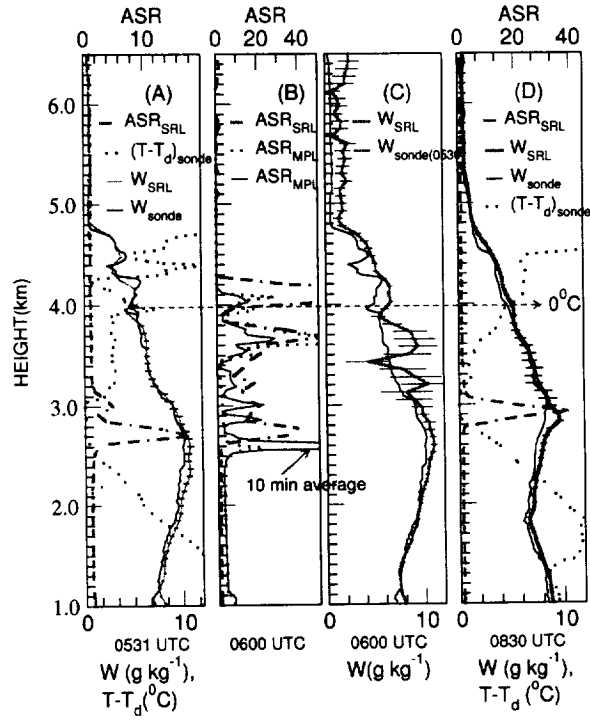 ASR
ASR
ASR
0 10
0 20 40
0 20 40
HEIGHT(km)
6.0
5.0
4.0
3.0
2.0
1.0
(A)
ASR_SRL
(T-T_d)_sonde
W_SRL
W_sonde
(B)
ASR_SRL
ASR_MPL
ASR_MPL
10 min average
(C)
W_SRL
(D)
ASR_SRL
W_SRL
W_sonde
(T-T_d)_sonde
0⁰C
0 10
0 10
0 10
0531 UTC
0600 UTC
0600 UTC
0830 UTC
W (g kg⁻¹),
T-T_d(⁰C)
W(g kg⁻¹)
W (g kg⁻¹),
T-T_d (⁰C)